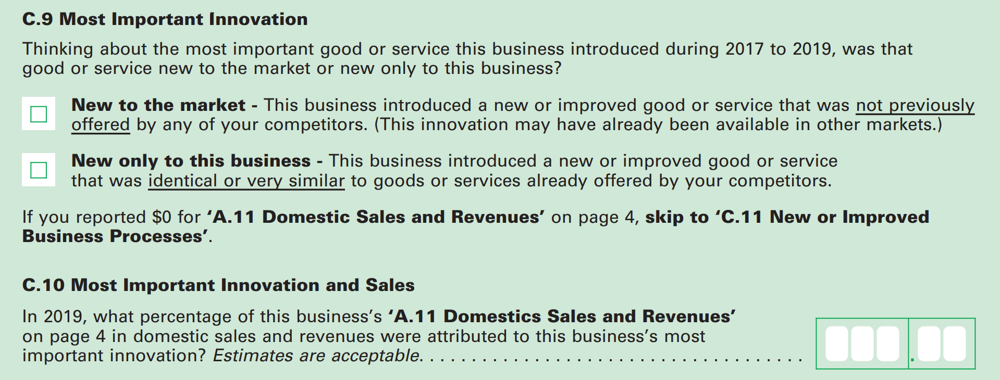 C.9 Most Important Innovation
Thinking about the most important good or service this business introduced during 2017 to 2019, was that
good or service new to the market or new only to this business?
New to the market - This business introduced a new or improved good or service that was not previously
offered by any of your competitors. (This innovation may have already been available in other markets.)
New only to this business - This business introduced a new or improved good or service
that was identical or very similar to goods or services already offered by your competitors.
If you reported $0 for ‘A.11 Domestic Sales and Revenues’ on page 4, skip to ‘C.11 New or Improved
Business Processes’.
C.10 Most Important Innovation and Sales
In 2019, what percentage of this business’s ‘A.11 Domestics Sales and Revenues’
on page 4 in domestic sales and revenues were attributed to this business’s most
important innovation? Estimates are acceptable. . . . . . . . . . . . . . . . . . . . . . . . . . . . . . . . . . . . . .